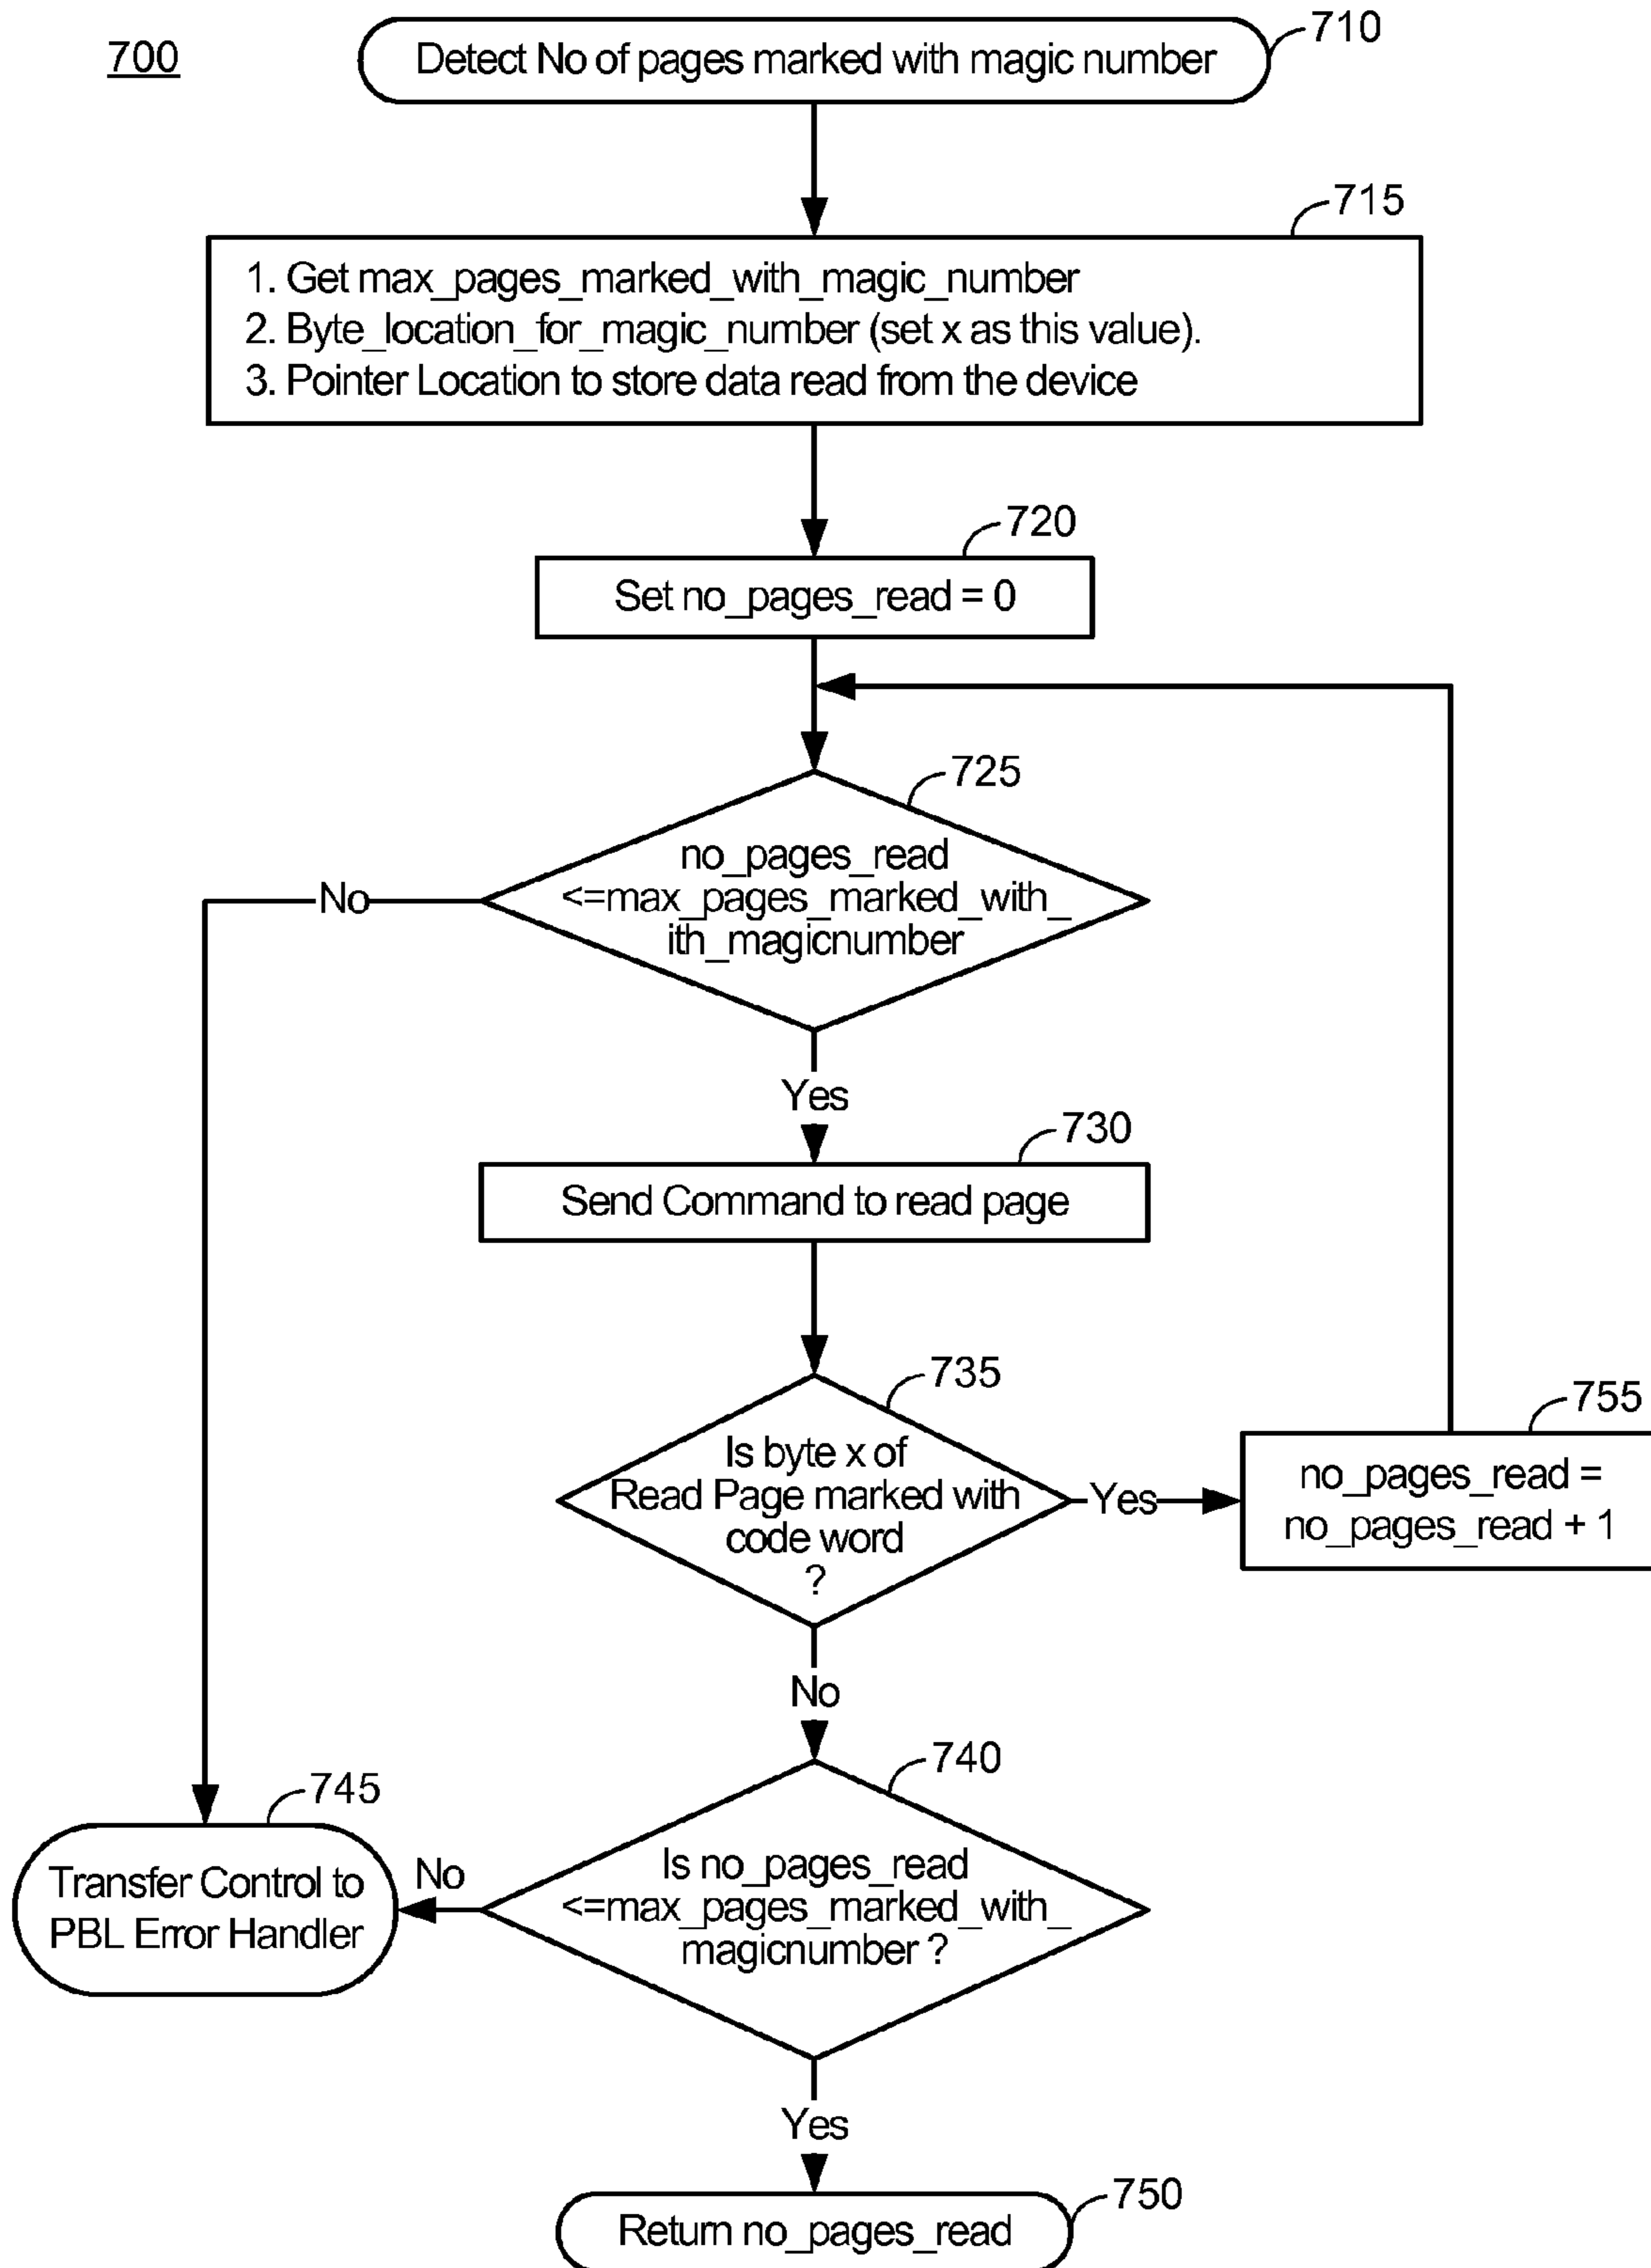 700
Detect No of pages marked with magic number
710
715
1. Get max_pages_marked_with_magic_number
2. Byte_location_for_magic_number (set x as this value).
3. Pointer Location to store data read from the device
720
Set no_pages_read = 0
725
no_pages_read
<=max_pages_marked_with_
ith_magicnumber
No
Yes
730
Send Command to read page
735
Is byte x of
Read Page marked with
code word
?
Yes
755
no_pages_read =
no_pages_read + 1
No
740
Is no_pages_read
<=max_pages_marked_with_
magicnumber ?
No
745
Transfer Control to
PBL Error Handler
Yes
750
Return no_pages_read